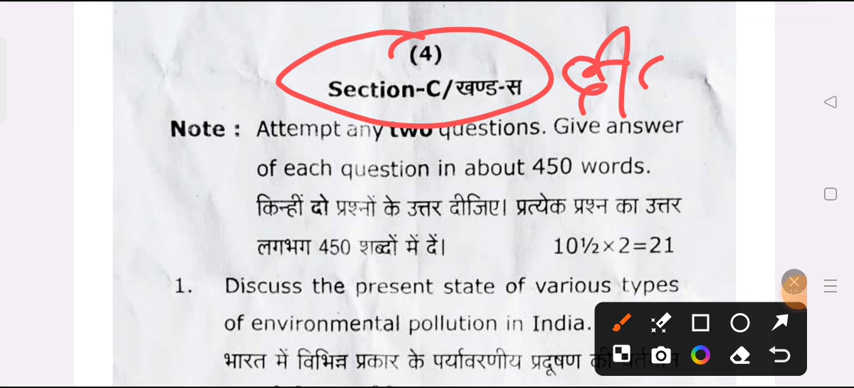 (4)
Section-C/खण्ड-स
Note : Attempt any two questions. Give answer
of each question in about 450 words.
किन्हीं दो प्रश्नों के उत्तर दीजिए। प्रत्येक प्रश्न का उत्तर
लगभग 450 शब्दों में दें। 10½×2=21
1. Discuss the present state of various types
of environmental pollution in India.
भारत में विभिन्न प्रकार के पर्यावरणीय प्रदूषण की वर्तमान